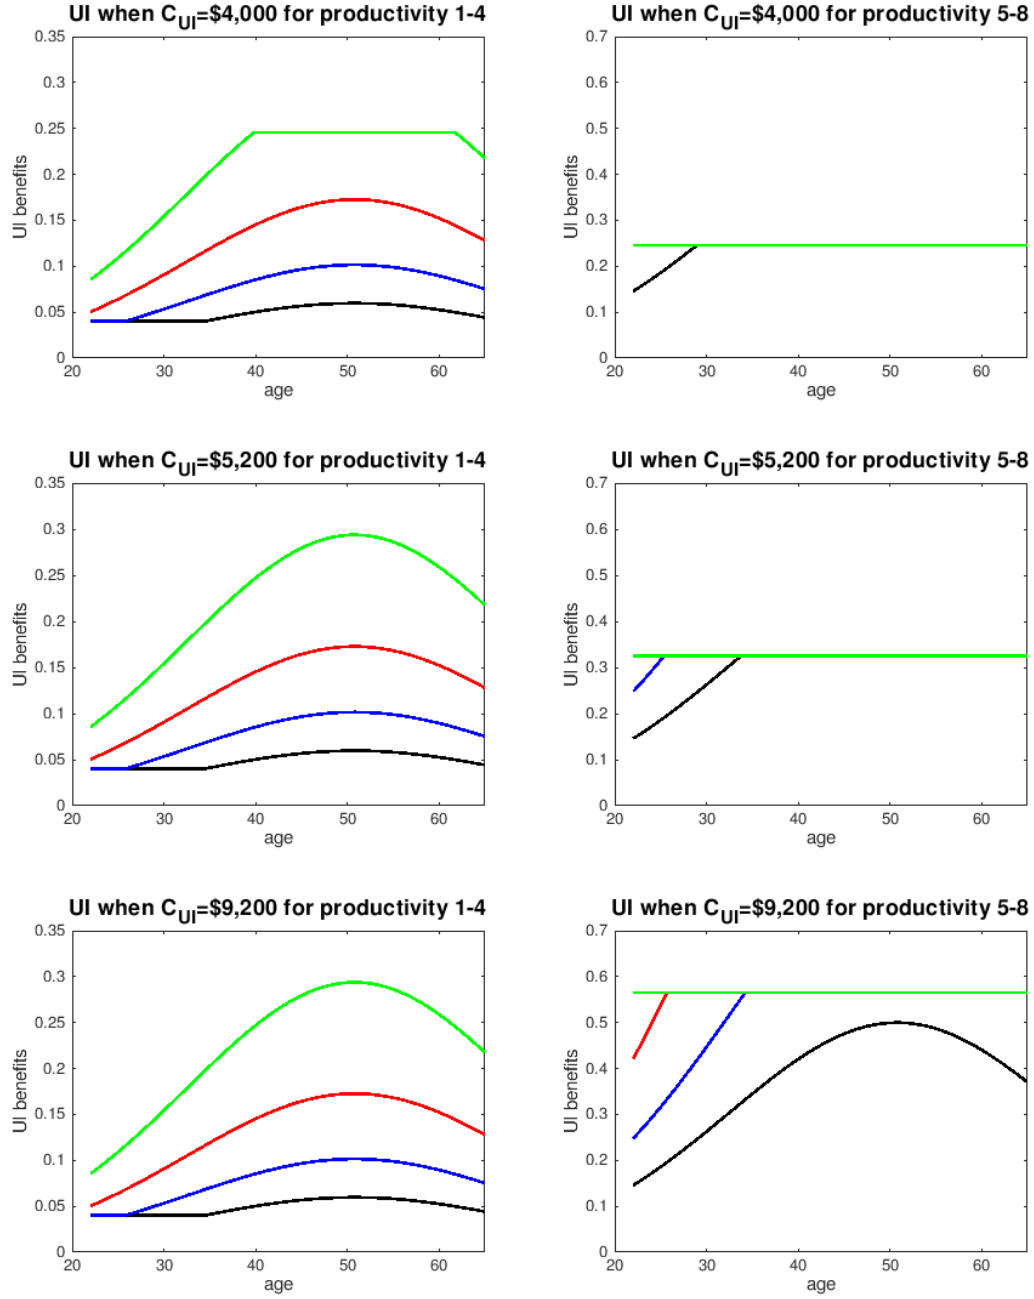 UI when C_UI=$4,000 for productivity 1-4
0.35
0.3
0.25
0.2
0.15
0.1
0.05
0
UI benefits
20 30 40 50 60
age
UI when C_UI=$4,000 for productivity 5-8
0.7
0.6
0.5
0.4
0.3
0.2
0.1
0
UI benefits
20 30 40 50 60
age
UI when C_UI=$5,200 for productivity 1-4
0.35
0.3
0.25
0.2
0.15
0.1
0.05
0
UI benefits
20 30 40 50 60
age
UI when C_UI=$5,200 for productivity 5-8
0.7
0.6
0.5
0.4
0.3
0.2
0.1
0
UI benefits
20 30 40 50 60
age
UI when C_UI=$9,200 for productivity 1-4
0.35
0.3
0.25
0.2
0.15
0.1
0.05
0
UI benefits
20 30 40 50 60
age
UI when C_UI=$9,200 for productivity 5-8
0.7
0.6
0.5
0.4
0.3
0.2
0.1
0
UI benefits
20 30 40 50 60
age